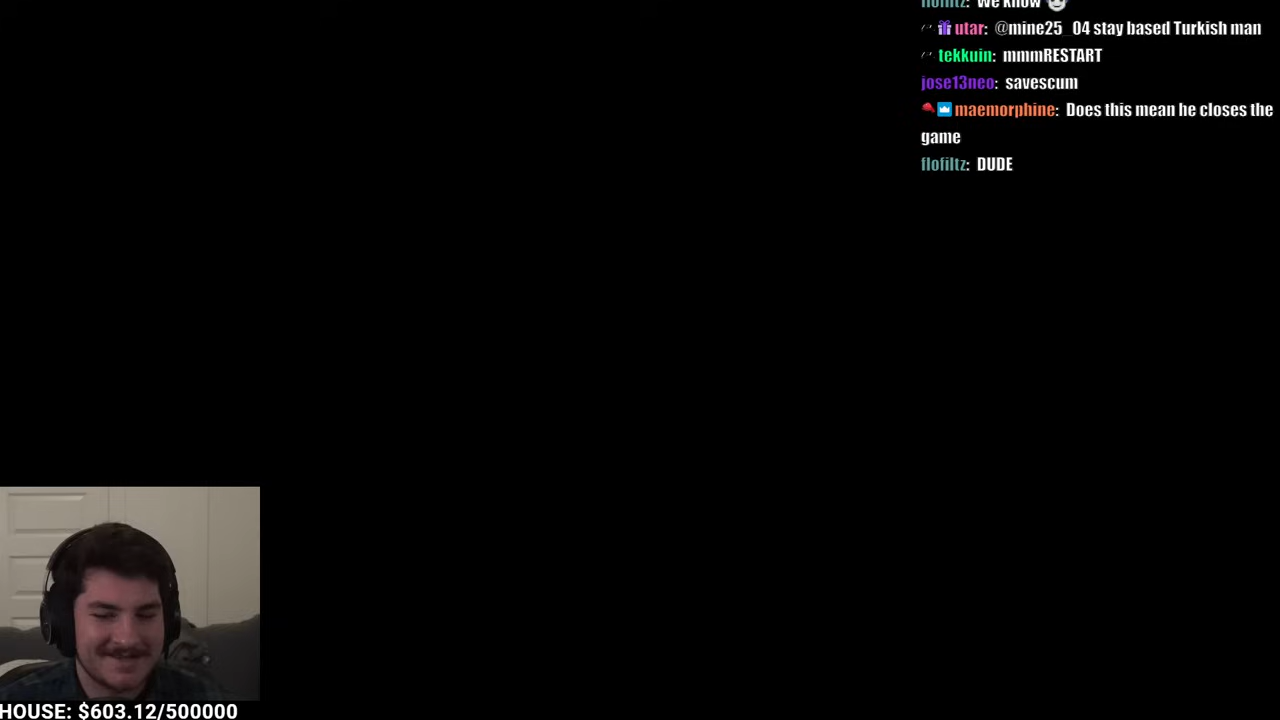 flofiltz: We know
utar: @mine25_04 stay based Turkish man
tekkuin: mmmRESTART
jose13neo: savescum
maemorphine: Does this mean he closes the
game
flofiltz: DUDE
HOUSE: $603.12/500000